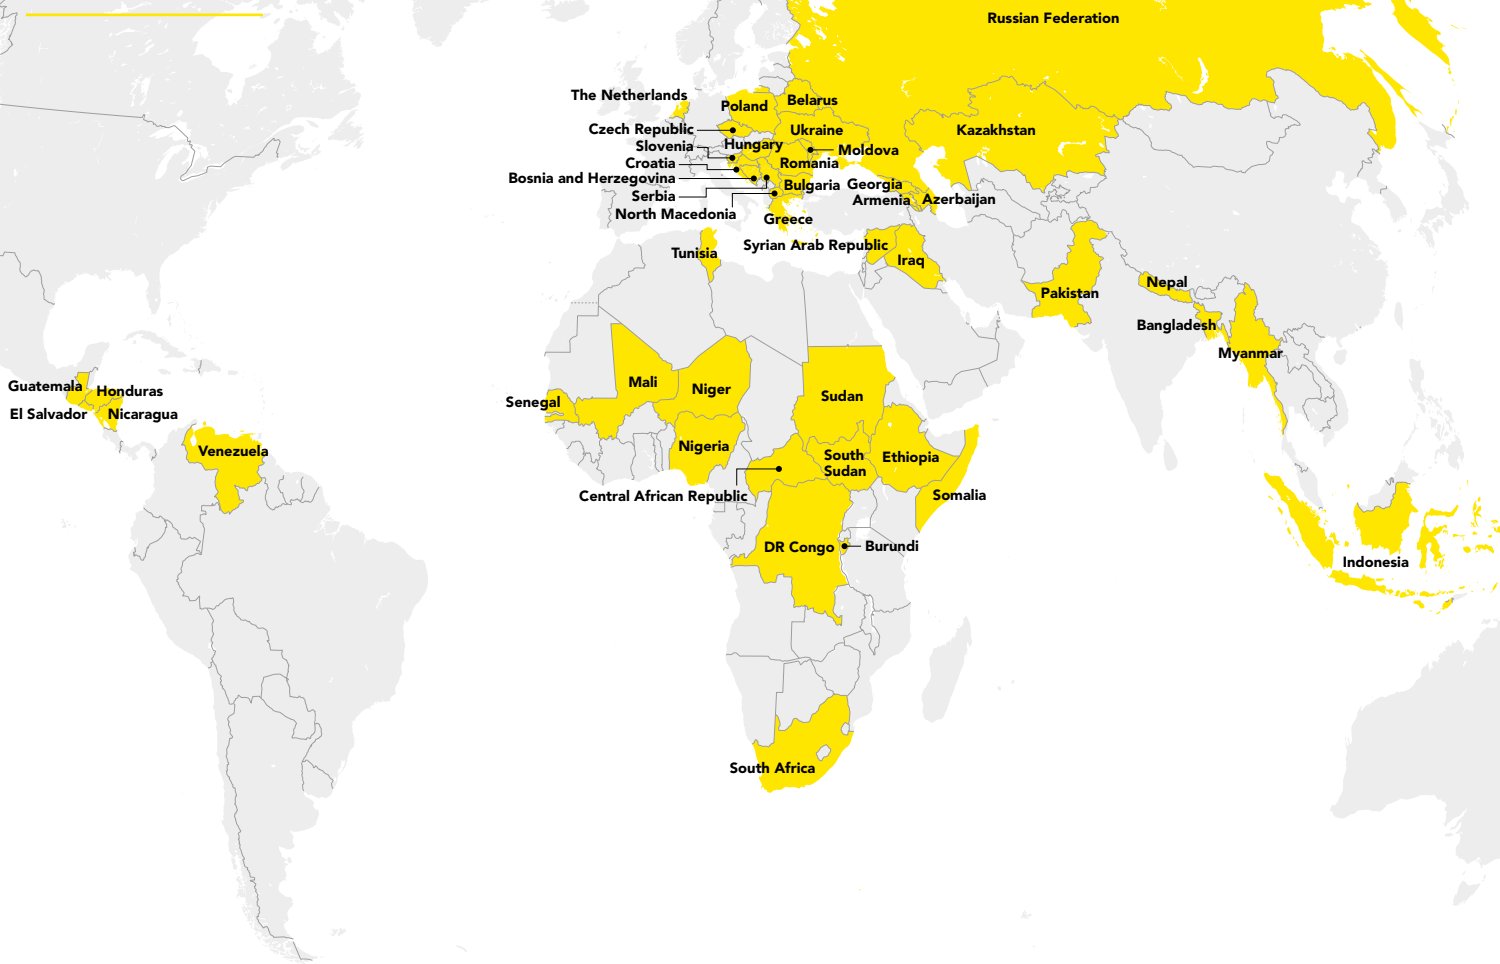 Russian Federation
The Netherlands
Poland
Belarus
Czech Republic
Ukraine
Kazakhstan
Slovenia
Hungary
Moldova
Croatia
Romania
Bosnia and Herzegovina
Bulgaria
Georgia
Serbia
Armenia
Azerbaijan
North Macedonia
Greece
Tunisia
Syrian Arab Republic
Iraq
Pakistan
Nepal
Bangladesh
Myanmar
Guatemala
Honduras
El Salvador
Nicaragua
Venezuela
Senegal
Mali
Niger
Sudan
Nigeria
South
Sudan
Ethiopia
Central African Republic
Somalia
DR Congo
Burundi
Indonesia
South Africa